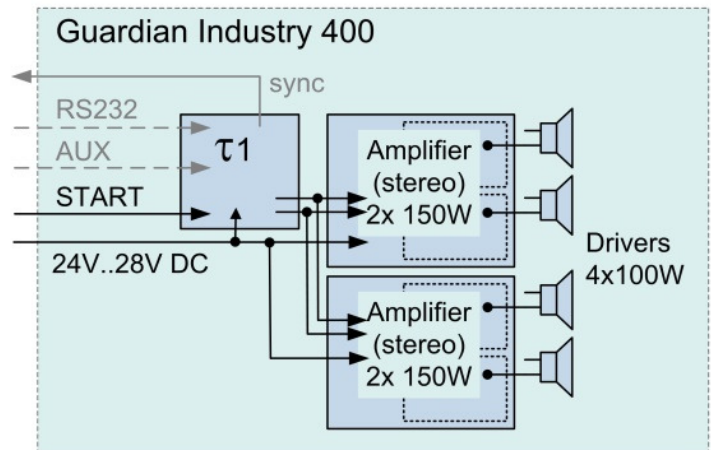 Guardian Industry 400
sync
RS232
AUX
START
24V..28V DC
τ1
Amplifier
(stereo)
2x 150W
Amplifier
(stereo)
2x 150W
Drivers
4x100W